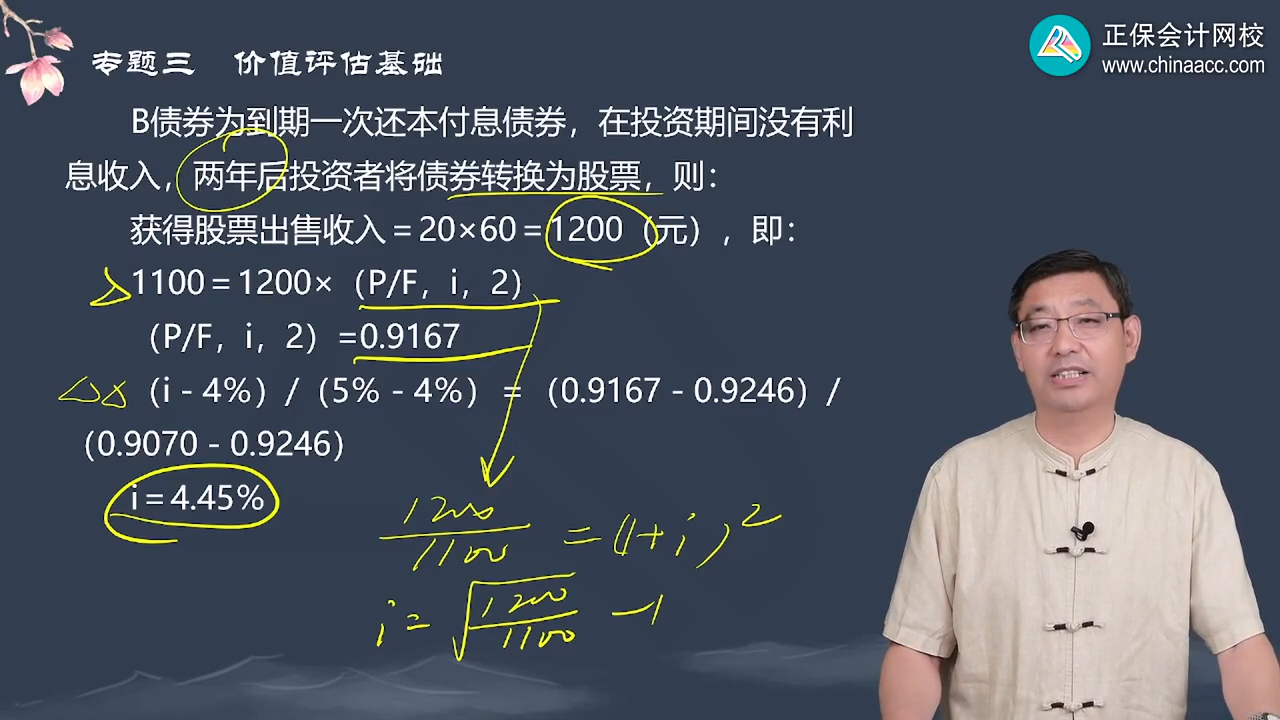 专题三 价值评估基础
正保会计网校
www.chinaacc.com
B债券为到期一次还本付息债券，在投资期间没有利
息收入，两年后投资者将债券转换为股票，则：
获得股票出售收入＝20×60＝1200（元），即：
1100＝1200×（P/F，i，2）
（P/F，i，2）=0.9167
（i－4%）/（5%－4%）＝（0.9167－0.9246）/
（0.9070－0.9246）
i＝4.45%
1200/1100=(1+i)²
i=√(1200/1100)-1